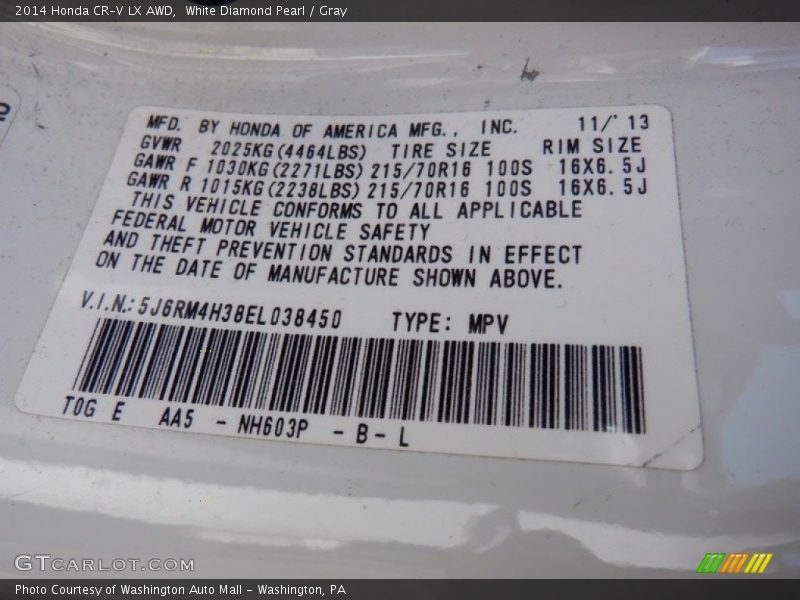 2014 Honda CR-V LX AWD,  White Diamond Pearl / Gray
MFD. BY HONDA OF AMERICA MFG., INC. 11/'13
GVWR 2025KG(4464LBS) TIRE SIZE RIM SIZE
GAWR F 1030KG(2271LBS) 215/70R16 100S 16X6.5J
GAWR R 1015KG(2238LBS) 215/70R16 100S 16X6.5J
THIS VEHICLE CONFORMS TO ALL APPLICABLE
FEDERAL MOTOR VEHICLE SAFETY
AND THEFT PREVENTION STANDARDS IN EFFECT
ON THE DATE OF MANUFACTURE SHOWN ABOVE.
V.I.N.: 5J6RM4H38EL038450 TYPE: MPV
T0G E AA5 - NH603P - B - L
GTCARLOT.COM
Photo Courtesy of Washington Auto Mall - Washington, PA